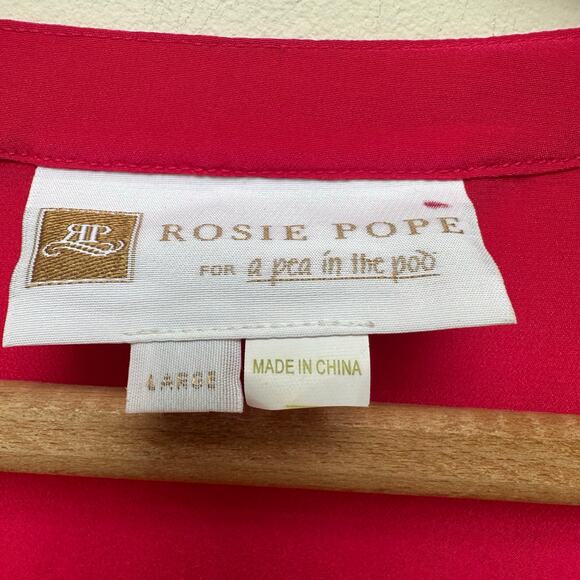 RP
ROSIE POPE
FOR a pea in the pod
LARGE
MADE IN CHINA